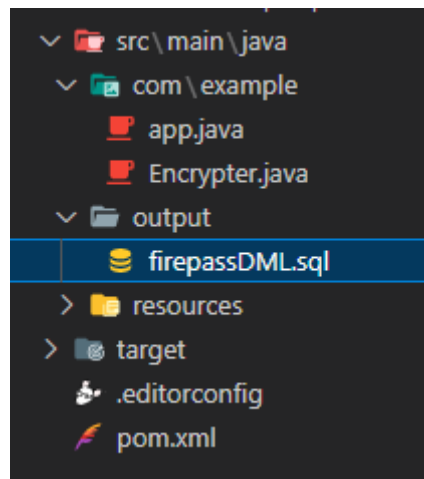 src\main\java
com\example
app.java
Encrypter.java
output
firepassDML.sql
resources
target
.editorconfig
pom.xml